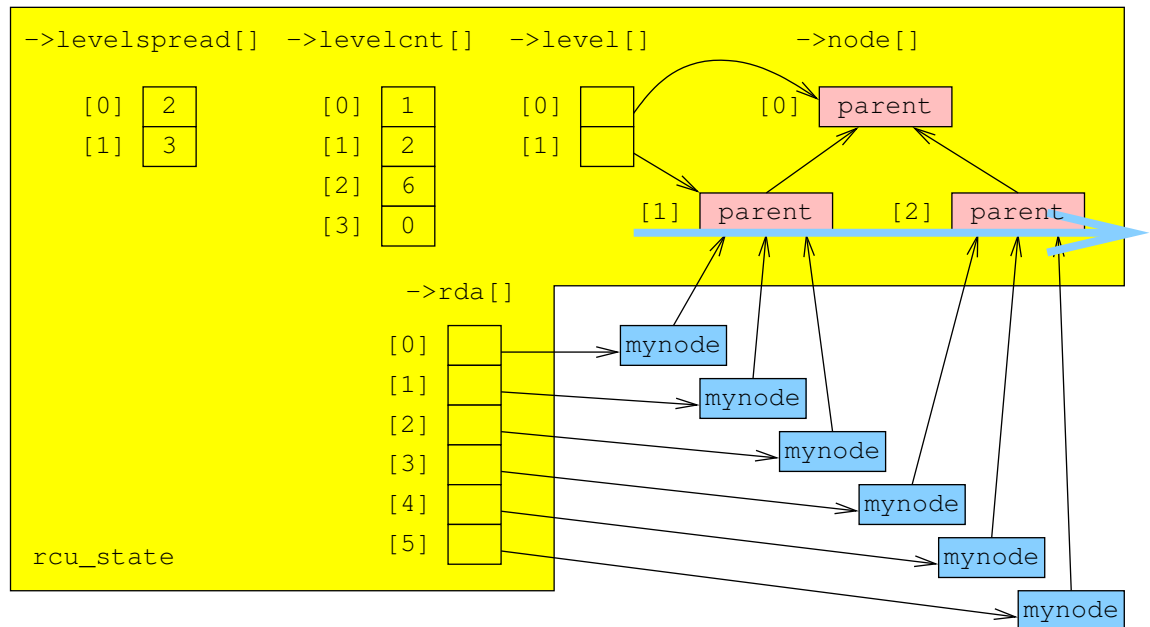 ->levelspread[] ->levelcnt[] ->level[] ->node[]
[0] 2 [0] 1 [0] [0] parent
[1] 3 [1] 2 [1]
[2] 6
[1] parent [2] parent
[3] 0
->rda[]
[0] mynode
[1] mynode
[2] mynode
[3] mynode
[4] mynode
[5] mynode
rcu_state